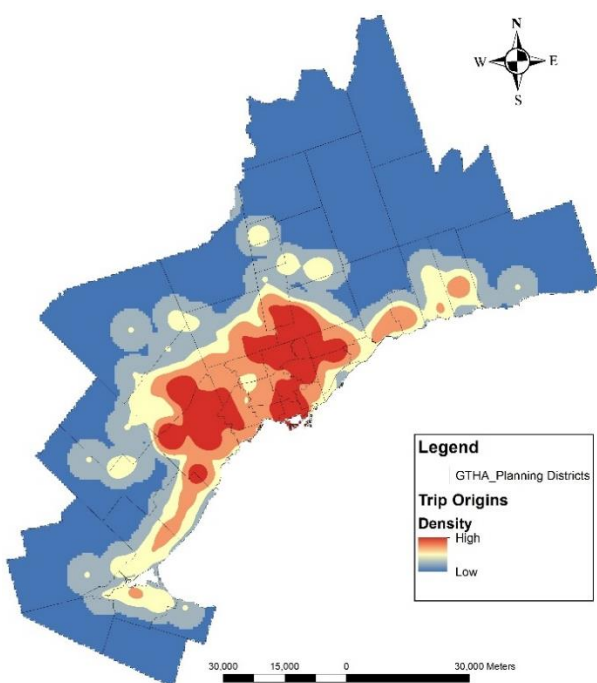 N
W E
S
Legend
GTHA_Planning Districts
Trip Origins
Density
High
Low
30,000 15,000 0 30,000 Meters